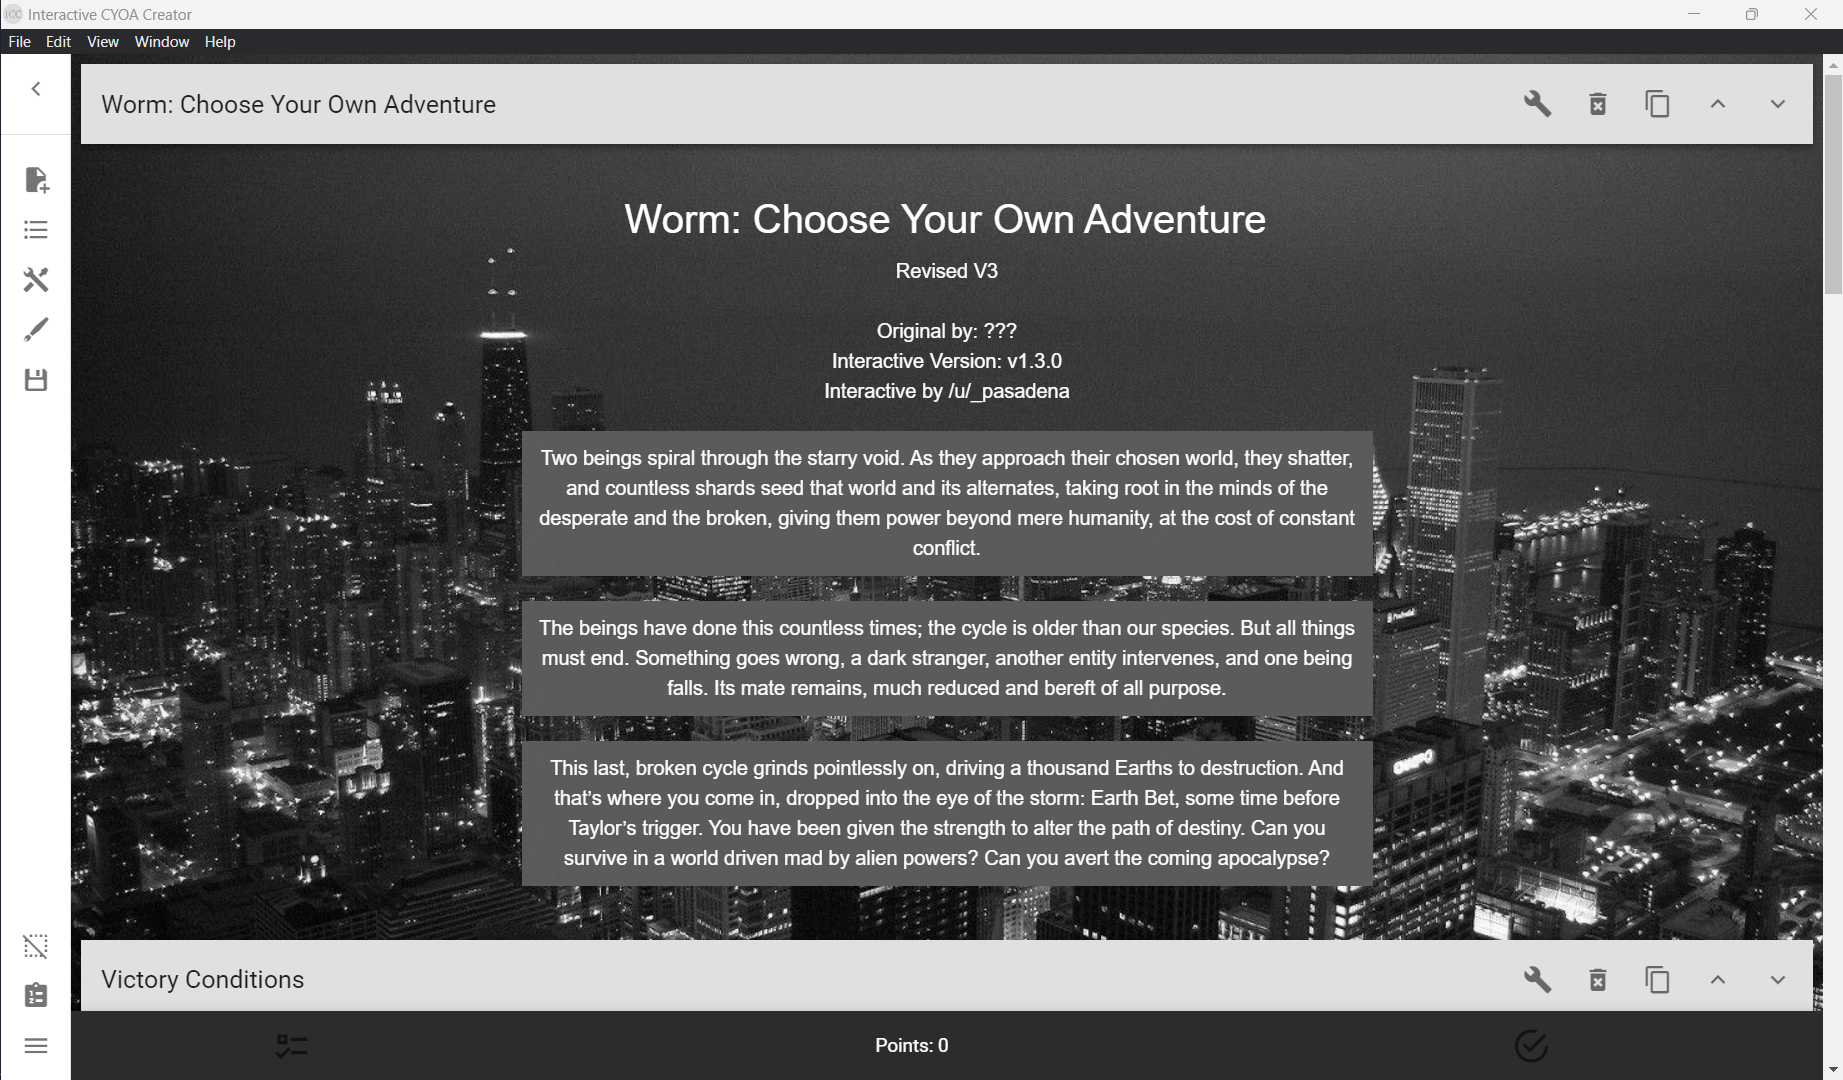 Interactive CYOA Creator
File Edit View Window Help
Worm: Choose Your Own Adventure
Worm: Choose Your Own Adventure
Revised V3
Original by: ???
Interactive Version: v1.3.0
Interactive by /u/_pasadena
Two beings spiral through the starry void. As they approach their chosen world, they shatter,
and countless shards seed that world and its alternates, taking root in the minds of the
desperate and the broken, giving them power beyond mere humanity, at the cost of constant
conflict.
The beings have done this countless times; the cycle is older than our species. But all things
must end. Something goes wrong, a dark stranger, another entity intervenes, and one being
falls. Its mate remains, much reduced and bereft of all purpose.
This last, broken cycle grinds pointlessly on, driving a thousand Earths to destruction. And
that’s where you come in, dropped into the eye of the storm: Earth Bet, some time before
Taylor’s trigger. You have been given the strength to alter the path of destiny. Can you
survive in a world driven mad by alien powers? Can you avert the coming apocalypse?
Victory Conditions
Points: 0